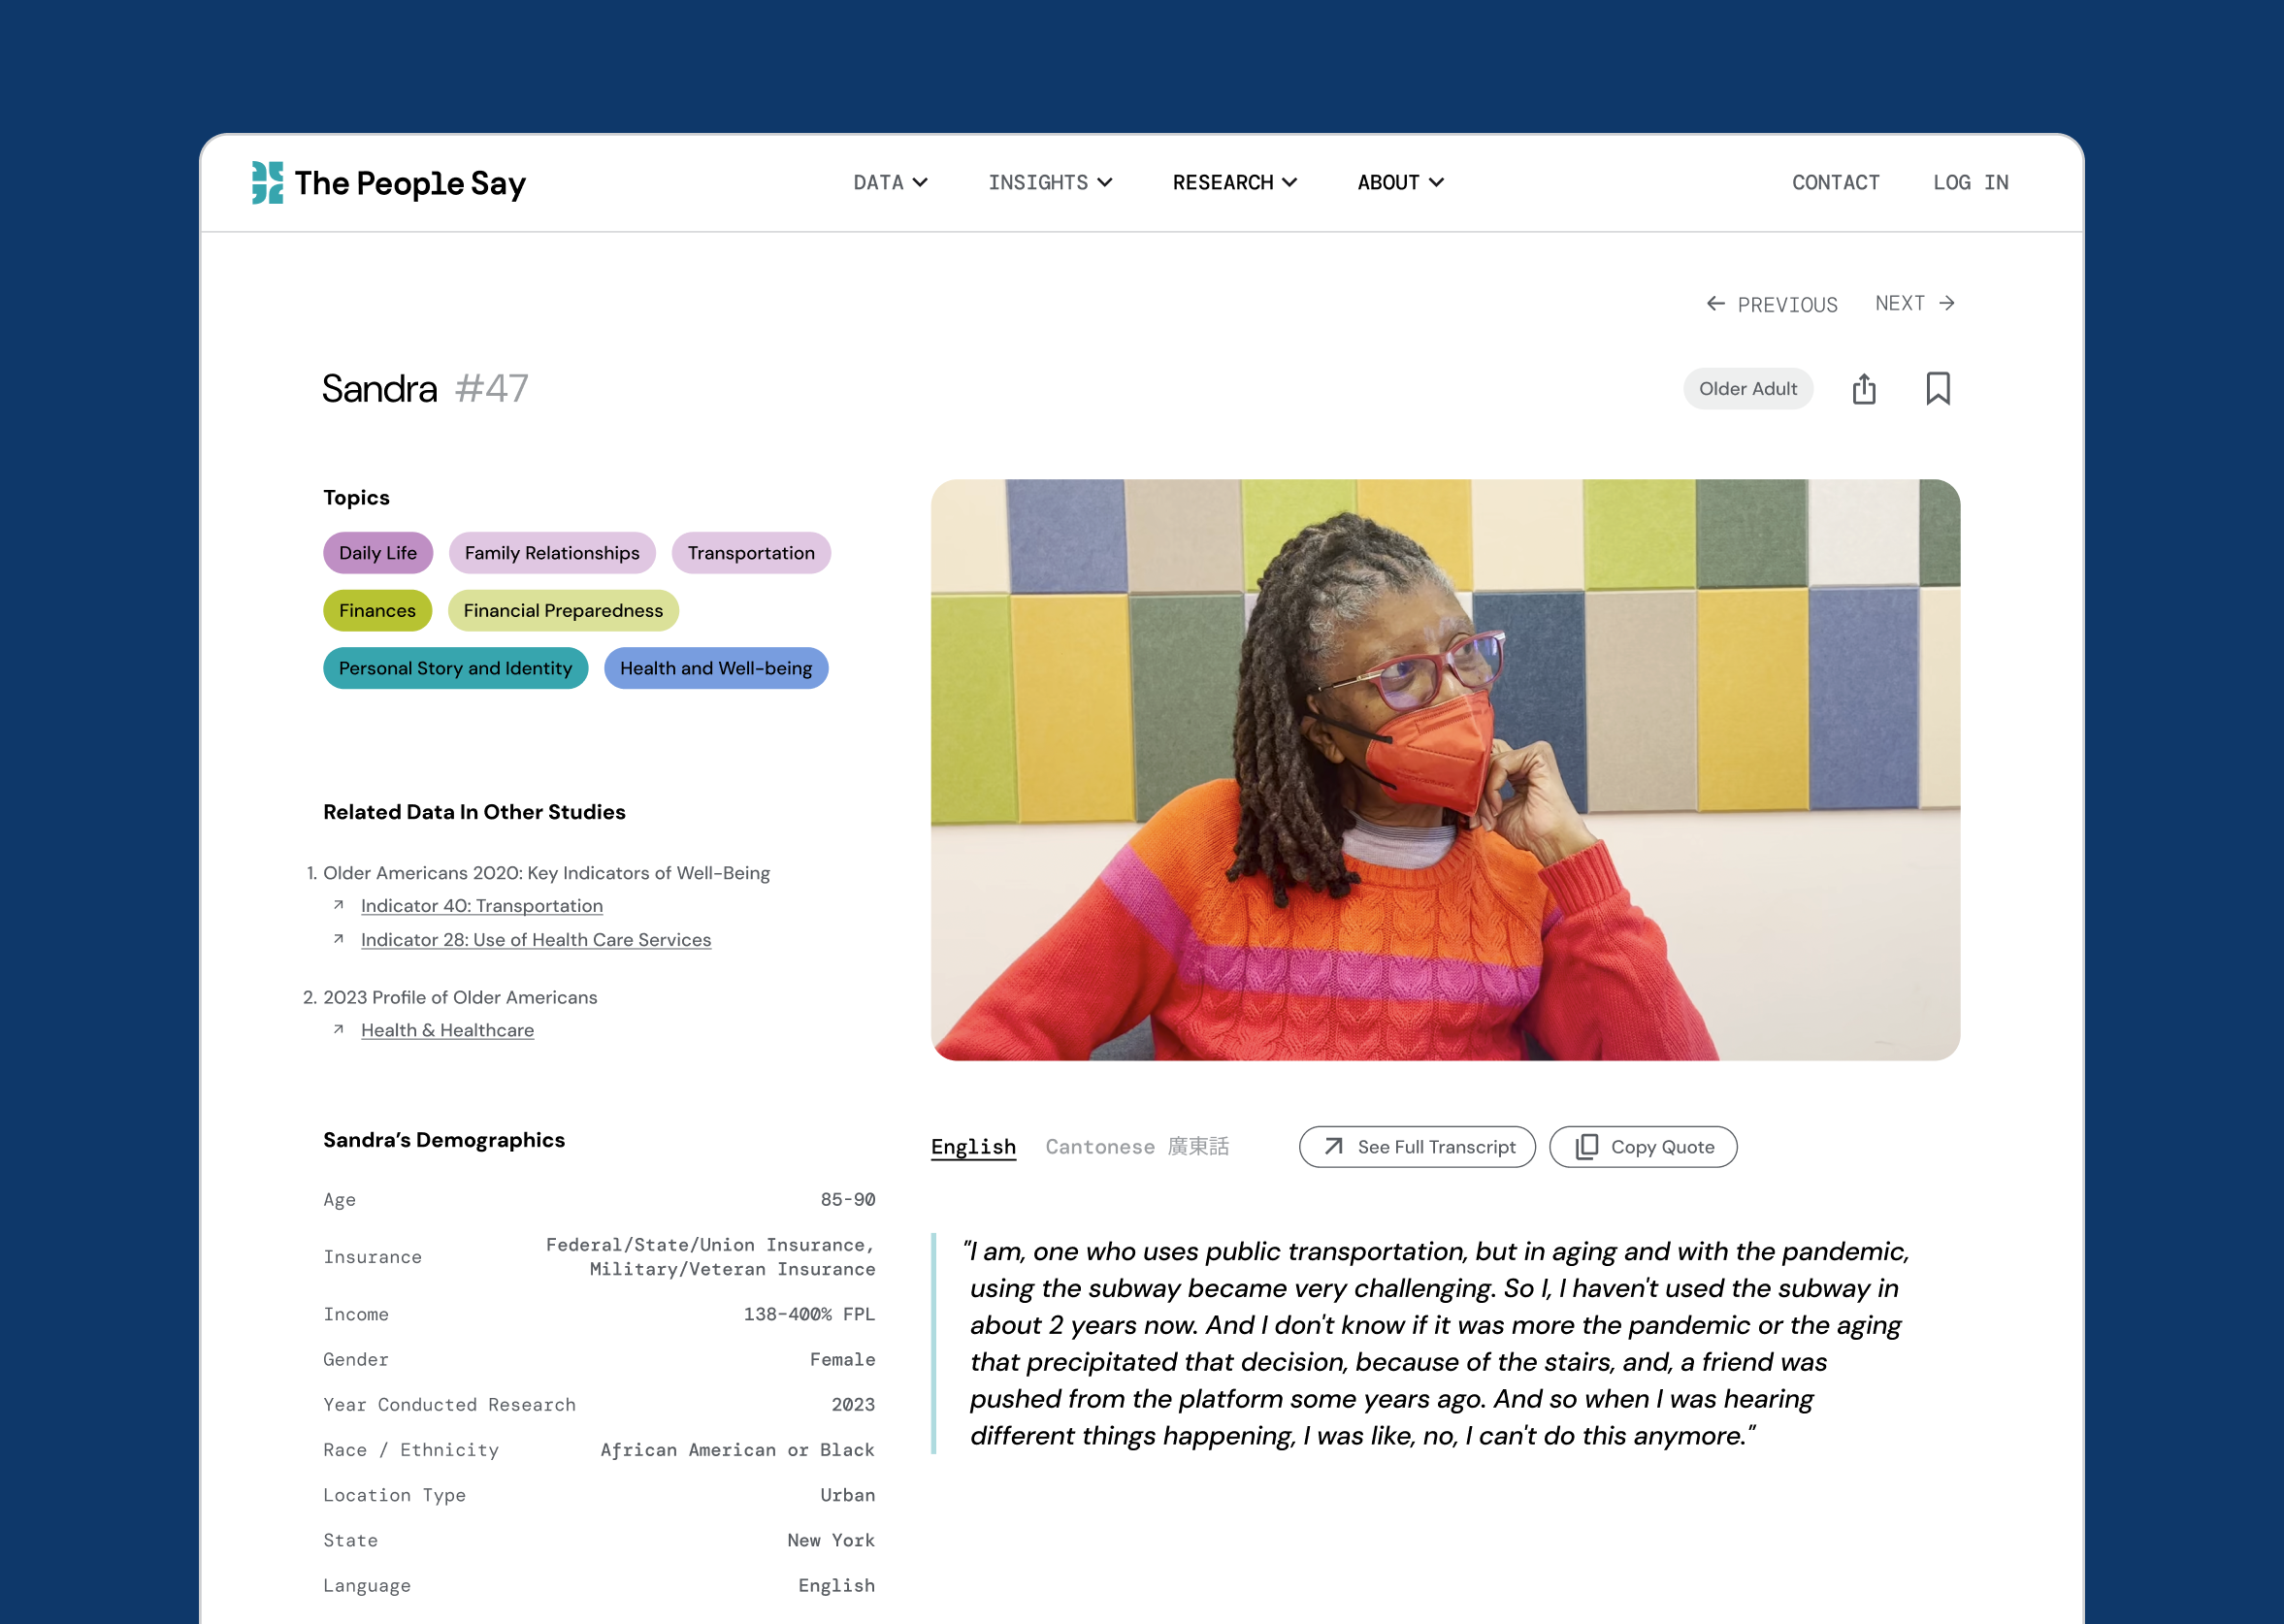 The People Say
DATA
INSIGHTS
RESEARCH
ABOUT
CONTACT
LOG IN
← PREVIOUS
NEXT →
Sandra #47
Older Adult
Topics
Daily Life
Family Relationships
Transportation
Finances
Financial Preparedness
Personal Story and Identity
Health and Well-being
Related Data In Other Studies
1. Older Americans 2020: Key Indicators of Well-Being
Indicator 40: Transportation
Indicator 28: Use of Health Care Services
2. 2023 Profile of Older Americans
Health & Healthcare
Sandra’s Demographics
Age 85-90
Insurance Federal/State/Union Insurance,
Military/Veteran Insurance
Income 138-400% FPL
Gender Female
Year Conducted Research 2023
Race / Ethnicity African American or Black
Location Type Urban
State New York
Language English
English
Cantonese 廣東話
See Full Transcript
Copy Quote
"I am, one who uses public transportation, but in aging and with the pandemic,
using the subway became very challenging. So I, I haven't used the subway in
about 2 years now. And I don't know if it was more the pandemic or the aging
that precipitated that decision, because of the stairs, and, a friend was
pushed from the platform some years ago. And so when I was hearing
different things happening, I was like, no, I can't do this anymore."